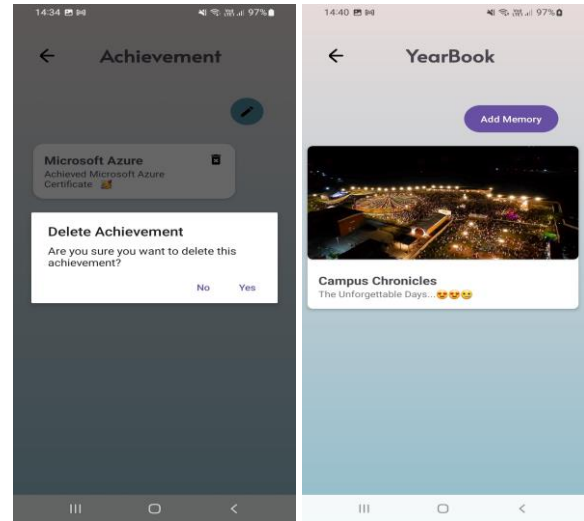 14:34 97%
Achievement
Microsoft Azure
Achieved Microsoft Azure
Certificate
Delete Achievement
Are you sure you want to delete this
achievement?
No Yes
14:40 97%
YearBook
Add Memory
Campus Chronicles
The Unforgettable Days...😍😍😉